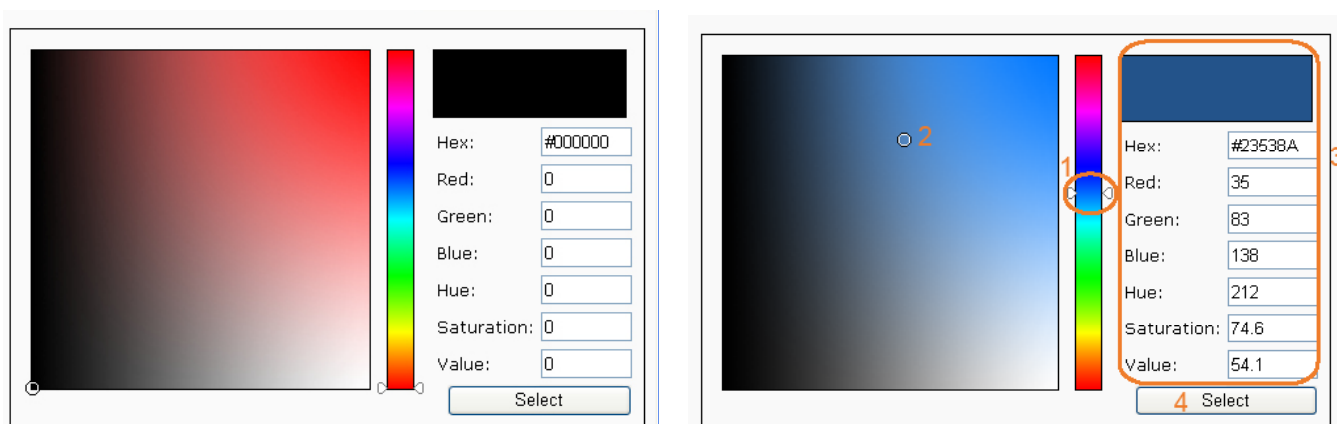 Hex: #000000
Red: 0
Green: 0
Blue: 0
Hue: 0
Saturation: 0
Value: 0
Select
2
1
3
Hex: #23538A
Red: 35
Green: 83
Blue: 138
Hue: 212
Saturation: 74.6
Value: 54.1
4 Select